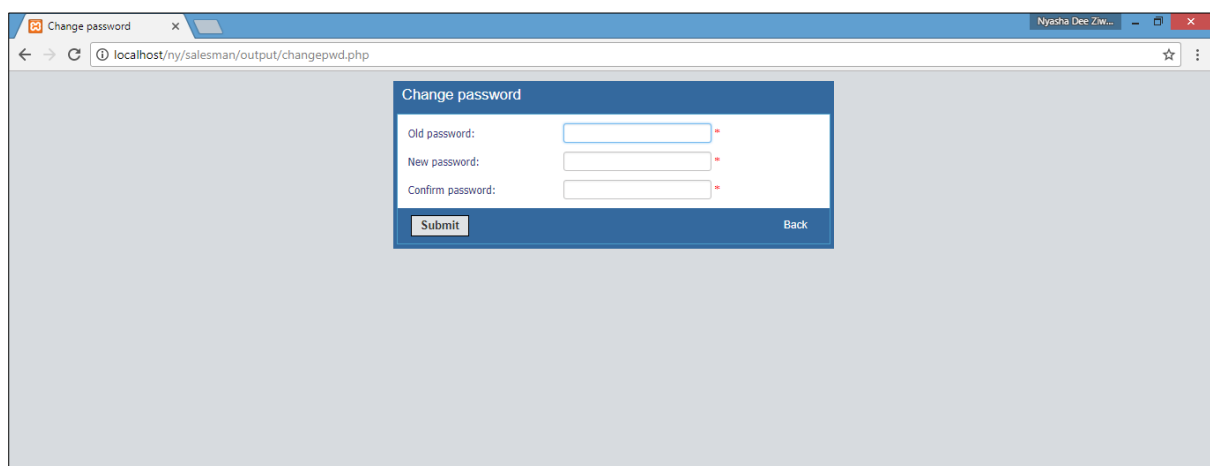 Change password
Nyasha Dee Ziw...
localhost/ny/salesman/output/changepwd.php
Change password
Old password: *
New password: *
Confirm password: *
Submit Back